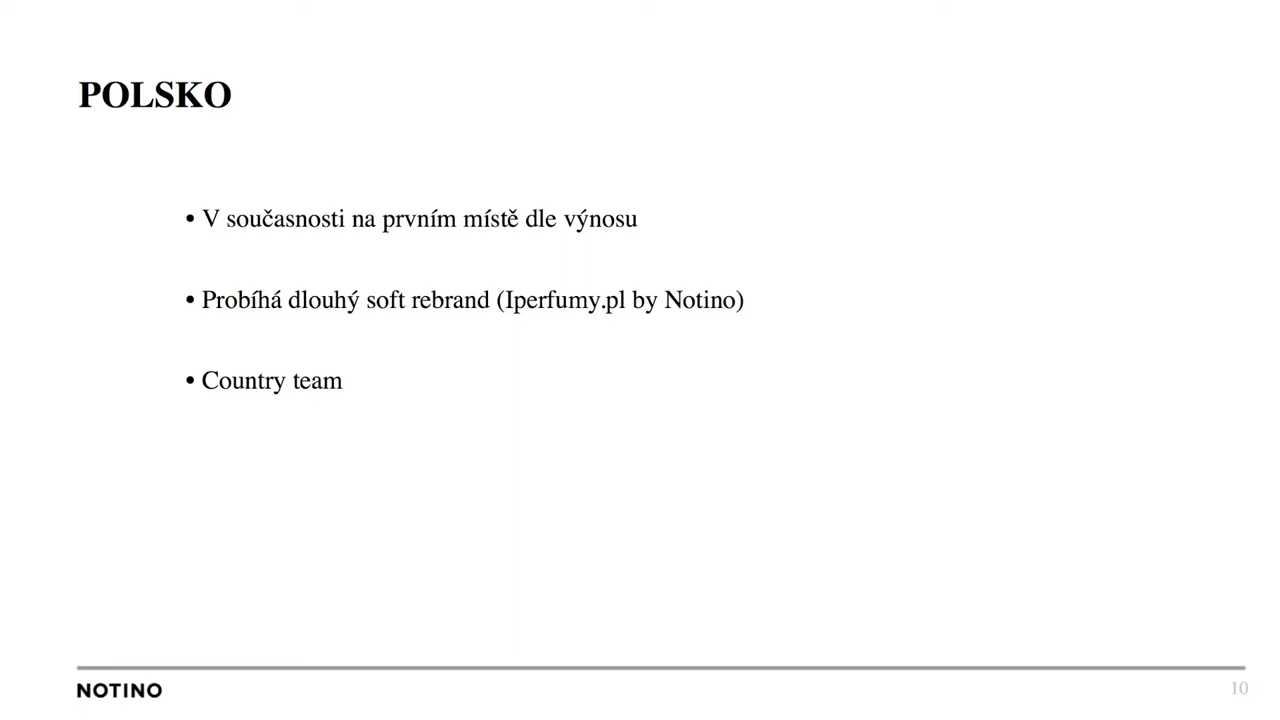 POLSKO
• V současnosti na prvním místě dle výnosu
• Probíhá dlouhý soft rebrand (Iperfumy.pl by Notino)
• Country team
NOTINO
10